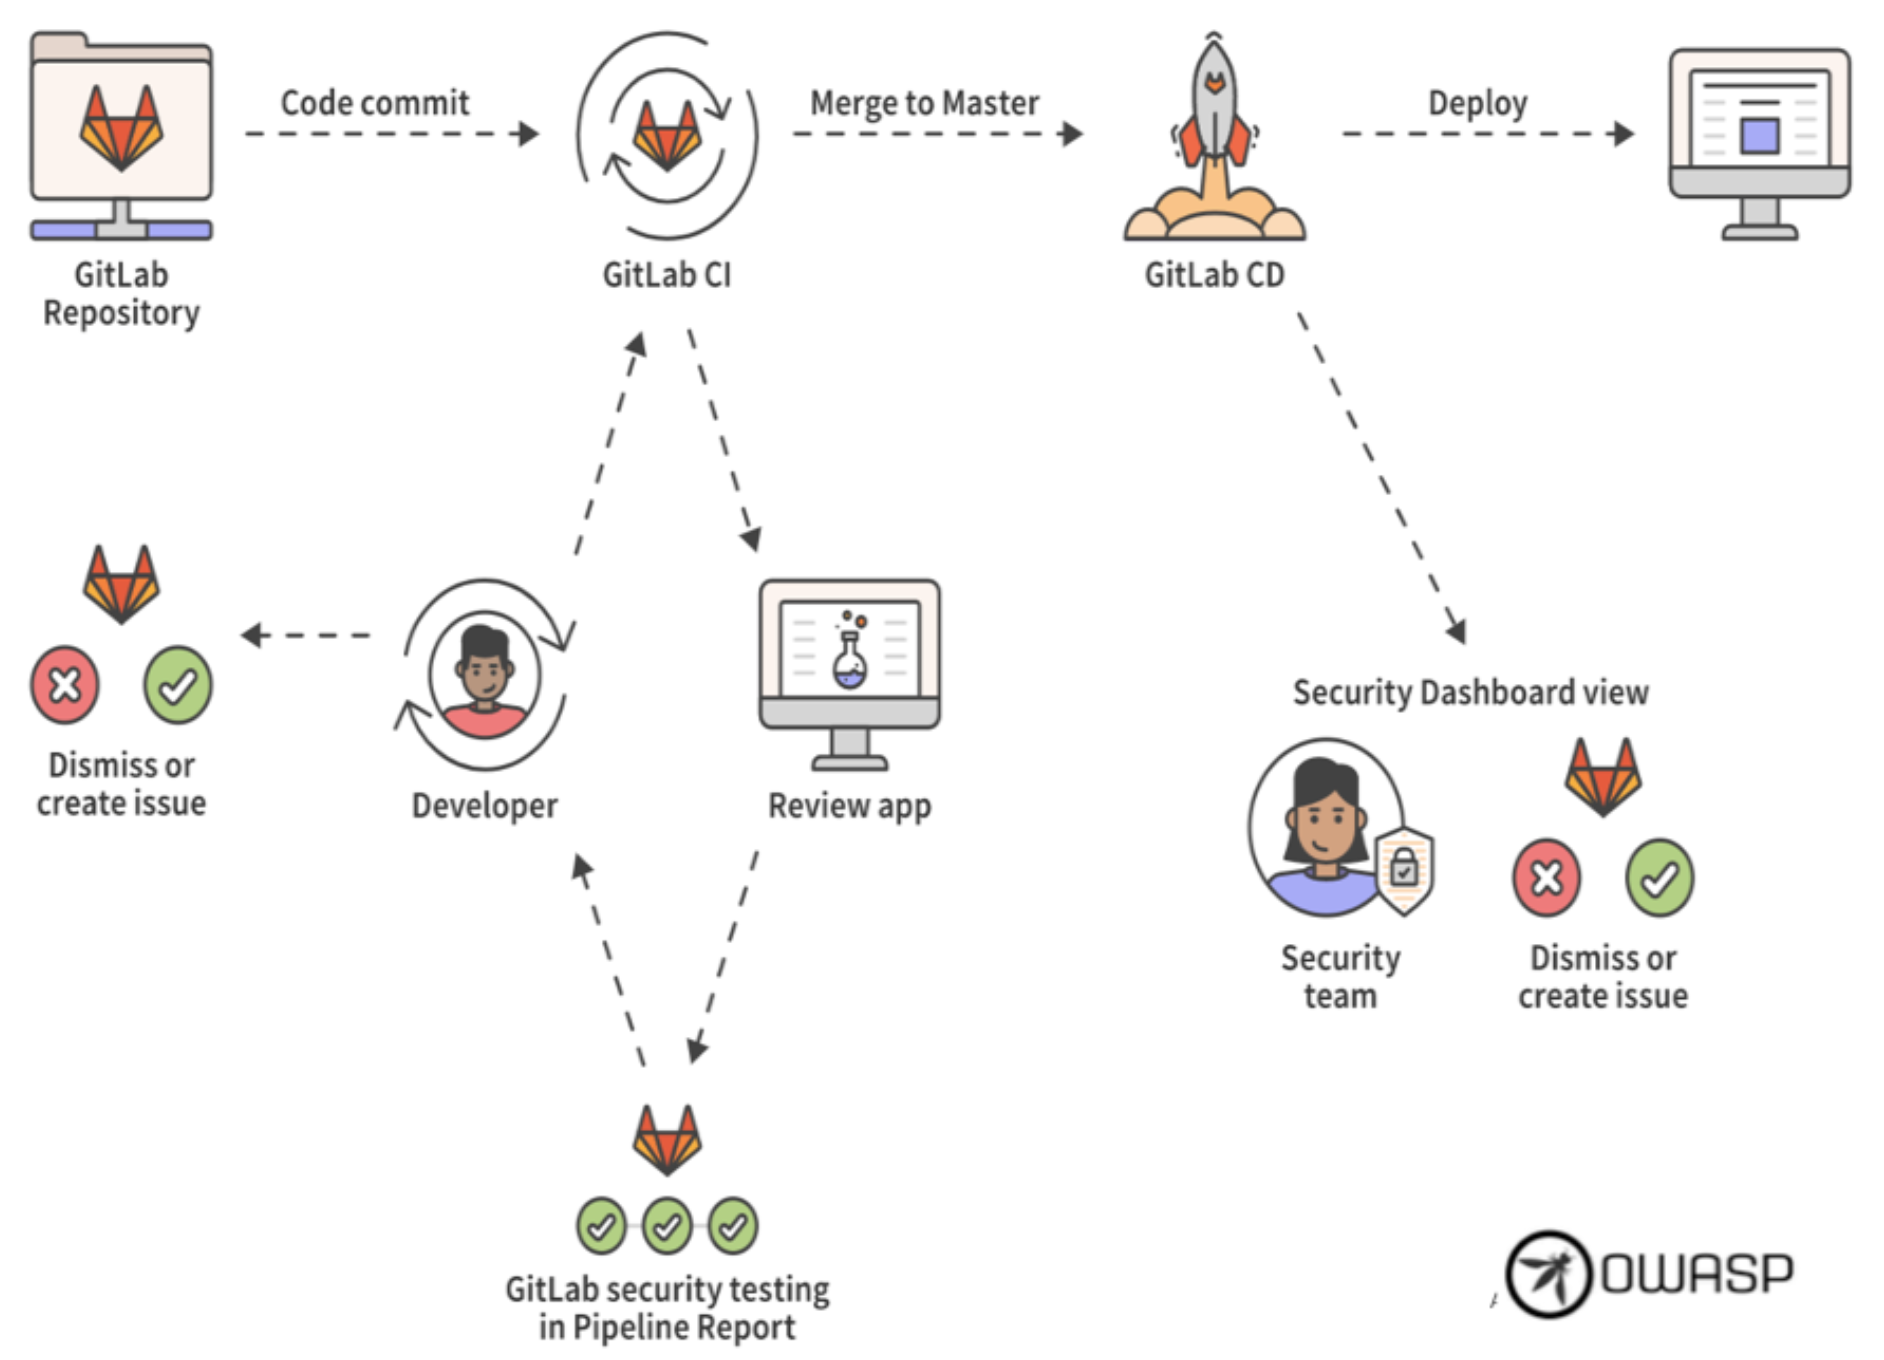 Code commit
Merge to Master
Deploy
GitLab
Repository
GitLab CI
GitLab CD
Dismiss or
create issue
Developer
Review app
Security Dashboard view
Security
team
Dismiss or
create issue
GitLab security testing
in Pipeline Report
OWASP